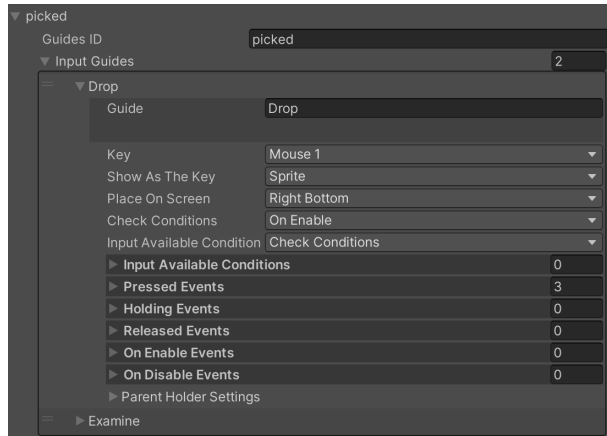 picked
Guides ID picked
Input Guides 2
Drop
Guide Drop
Key Mouse 1
Show As The Key Sprite
Place On Screen Right Bottom
Check Conditions On Enable
Input Available Condition Check Conditions
Input Available Conditions 0
Pressed Events 3
Holding Events 0
Released Events 0
On Enable Events 0
On Disable Events 0
Parent Holder Settings
Examine